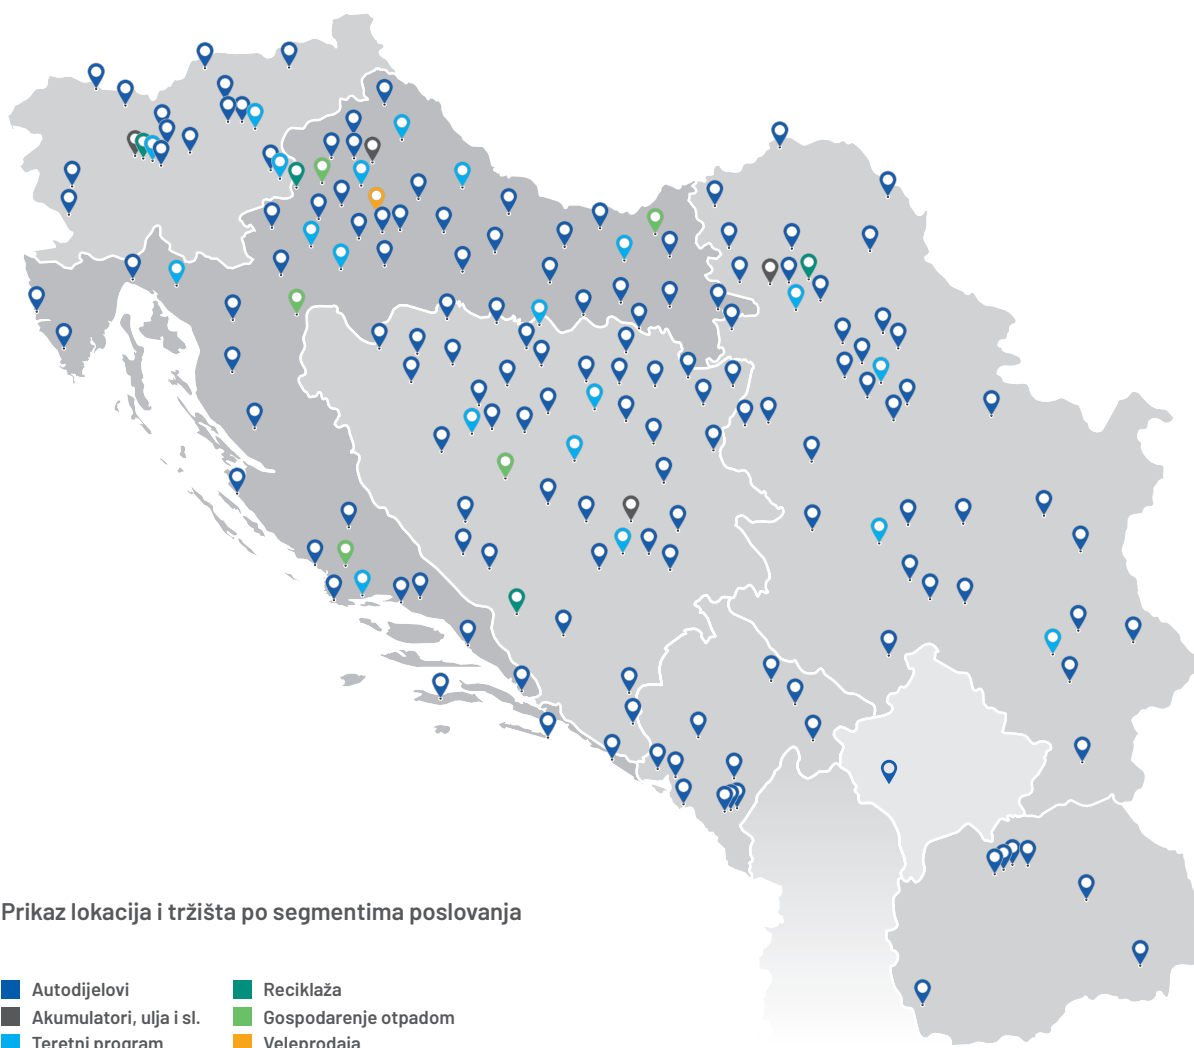 Prikaz lokacija i tržišta po segmentima poslovanja
Autodijelovi
Akumulatori, ulja i sl.
Teretni program
Reciklaža
Gospodarenje otpadom
Veleprodaja